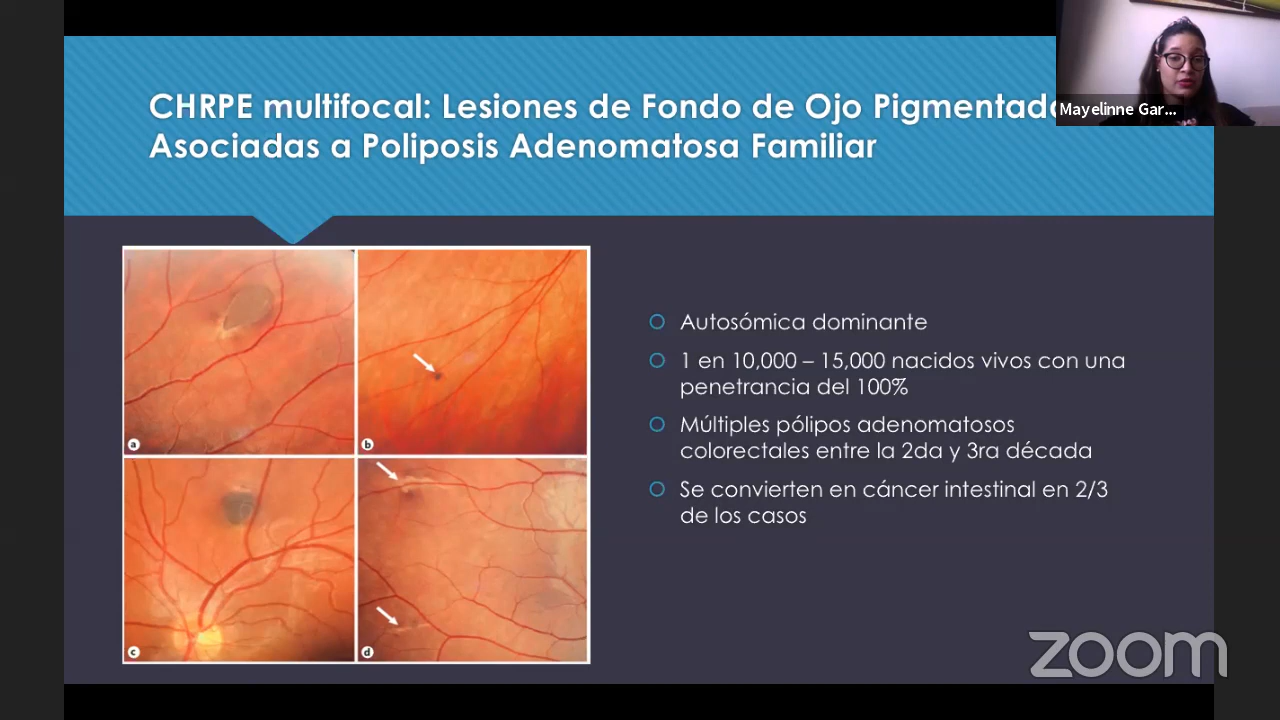 CHRPE multifocal: Lesiones de Fondo de Ojo Pigmentadas
Asociadas a Poliposis Adenomatosa Familiar
Mayelinne Gar...
Autosómica dominante
1 en 10,000 – 15,000 nacidos vivos con una
penetrancia del 100%
Múltiples pólipos adenomatosos
colorectales entre la 2da y 3ra década
Se convierten en cáncer intestinal en 2/3
de los casos
a
b
c
d
zoom